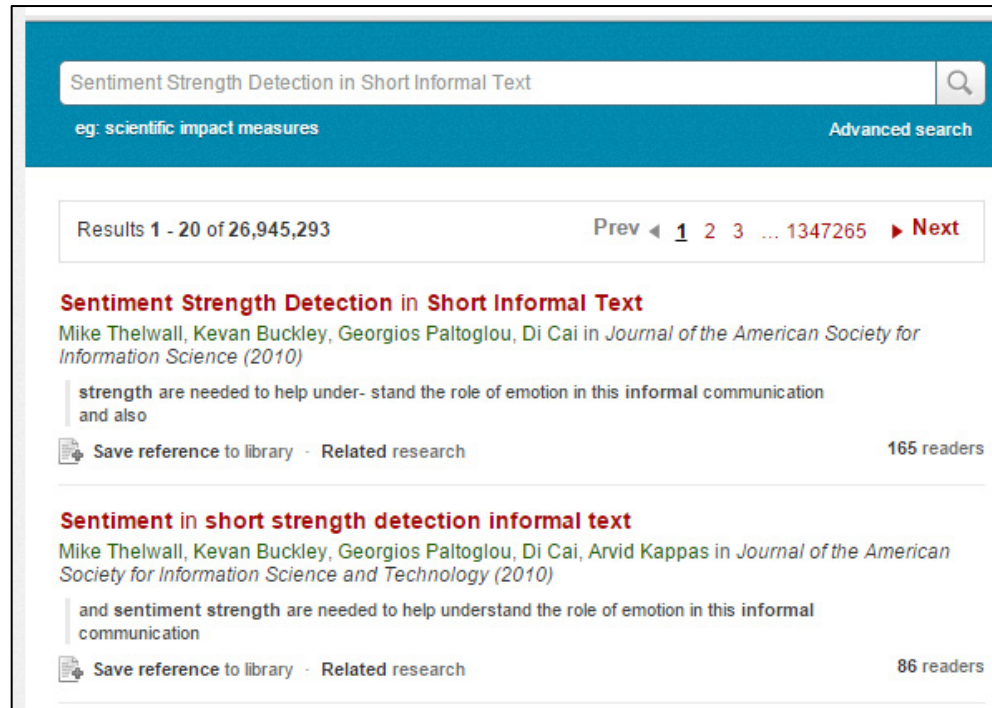 Sentiment Strength Detection in Short Informal Text
eg: scientific impact measures
Advanced search
Results 1 - 20 of 26,945,293
Prev ◄ 1 2 3 ... 1347265 ► Next
Sentiment Strength Detection in Short Informal Text
Mike Thelwall, Kevan Buckley, Georgios Paltoglou, Di Cai in Journal of the American Society for
Information Science (2010)
strength are needed to help under- stand the role of emotion in this informal communication
and also
Save reference to library · Related research
165 readers
Sentiment in short strength detection informal text
Mike Thelwall, Kevan Buckley, Georgios Paltoglou, Di Cai, Arvid Kappas in Journal of the American
Society for Information Science and Technology (2010)
and sentiment strength are needed to help understand the role of emotion in this informal
communication
Save reference to library · Related research
86 readers